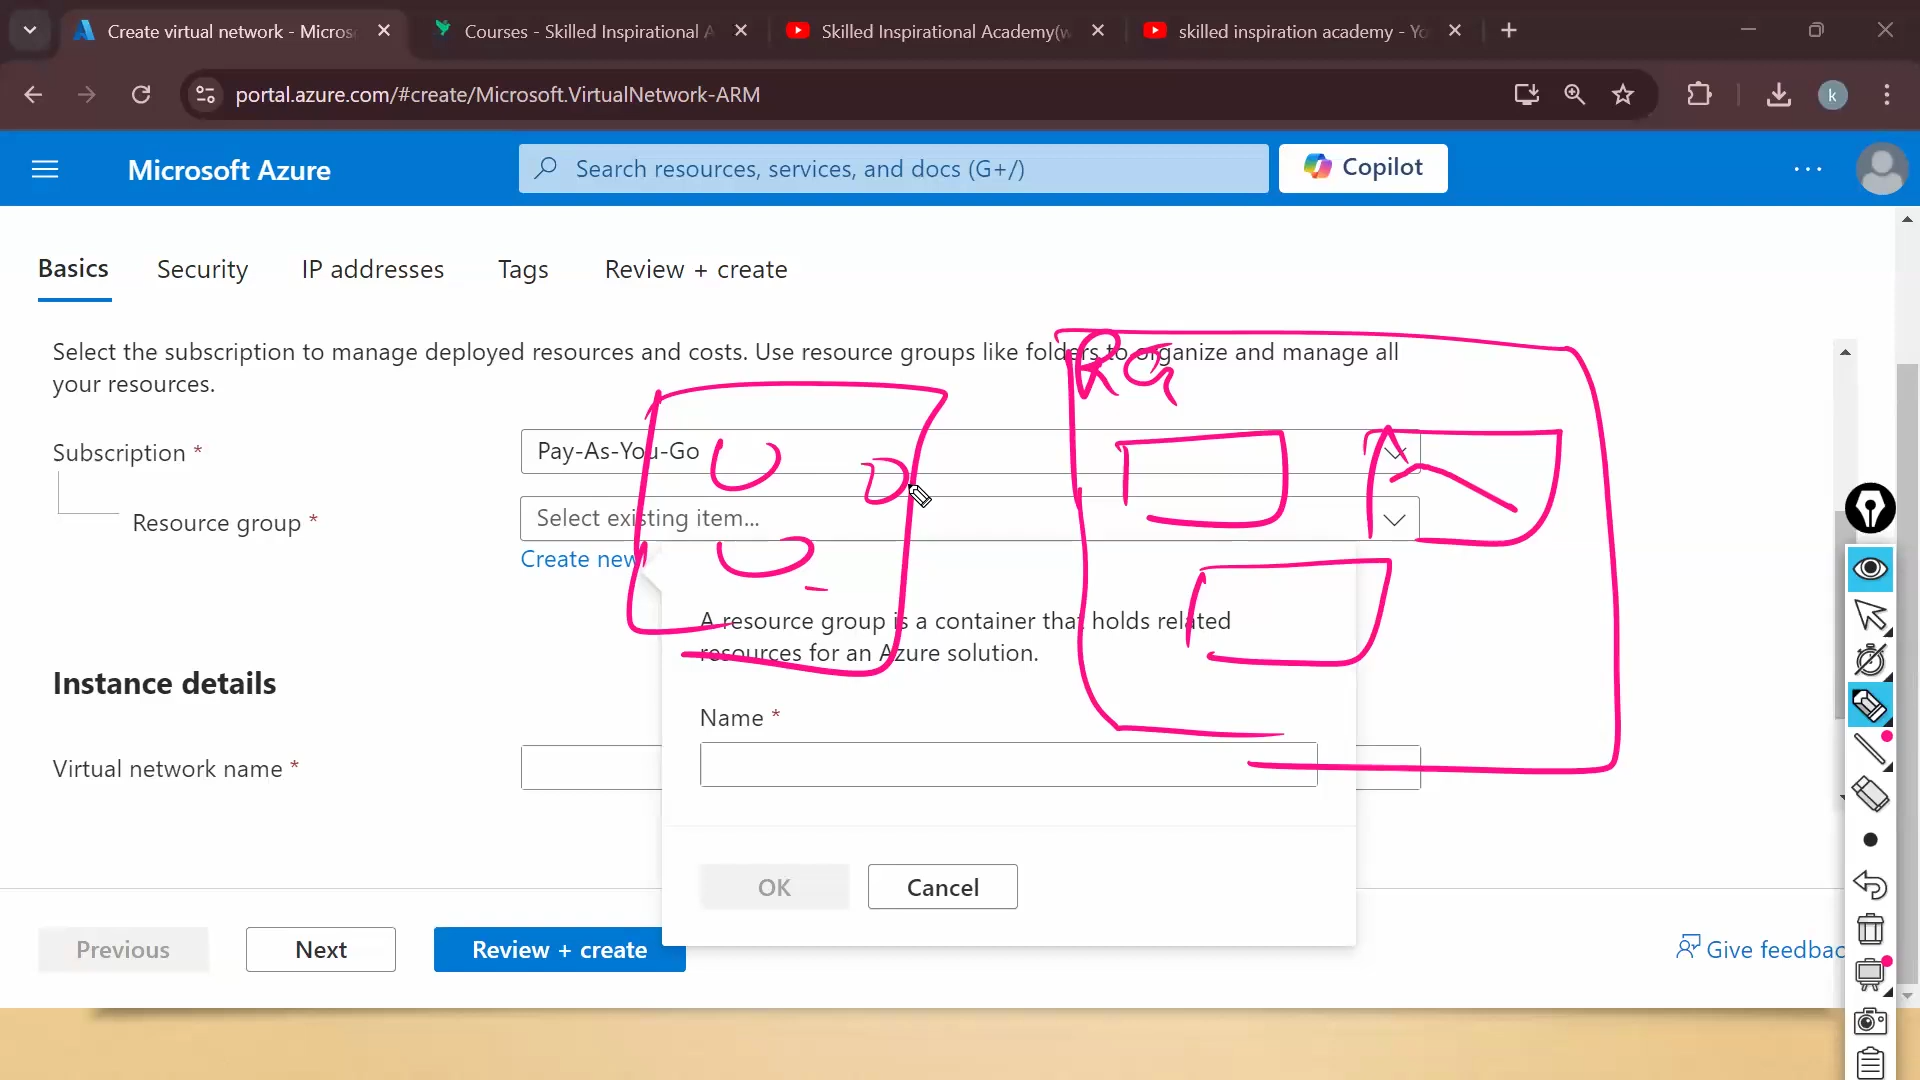 Create virtual network - Micros
Courses - Skilled Inspirational A
Skilled Inspirational Academy(w
skilled inspiration academy - Yo
portal.azure.com/#create/Microsoft.VirtualNetwork-ARM
k
Microsoft Azure
Search resources, services, and docs (G+/)
Copilot
Basics
Security
IP addresses
Tags
Review + create
Select the subscription to manage deployed resources and costs. Use resource groups like folders to organize and manage all
your resources.
RG
Subscription *
Pay-As-You-Go
Resource group *
Select existing item...
Create new
A resource group is a container that holds related
resources for an Azure solution.
Instance details
Name *
Virtual network name *
OK
Cancel
Previous
Next
Review + create
Give feedbac